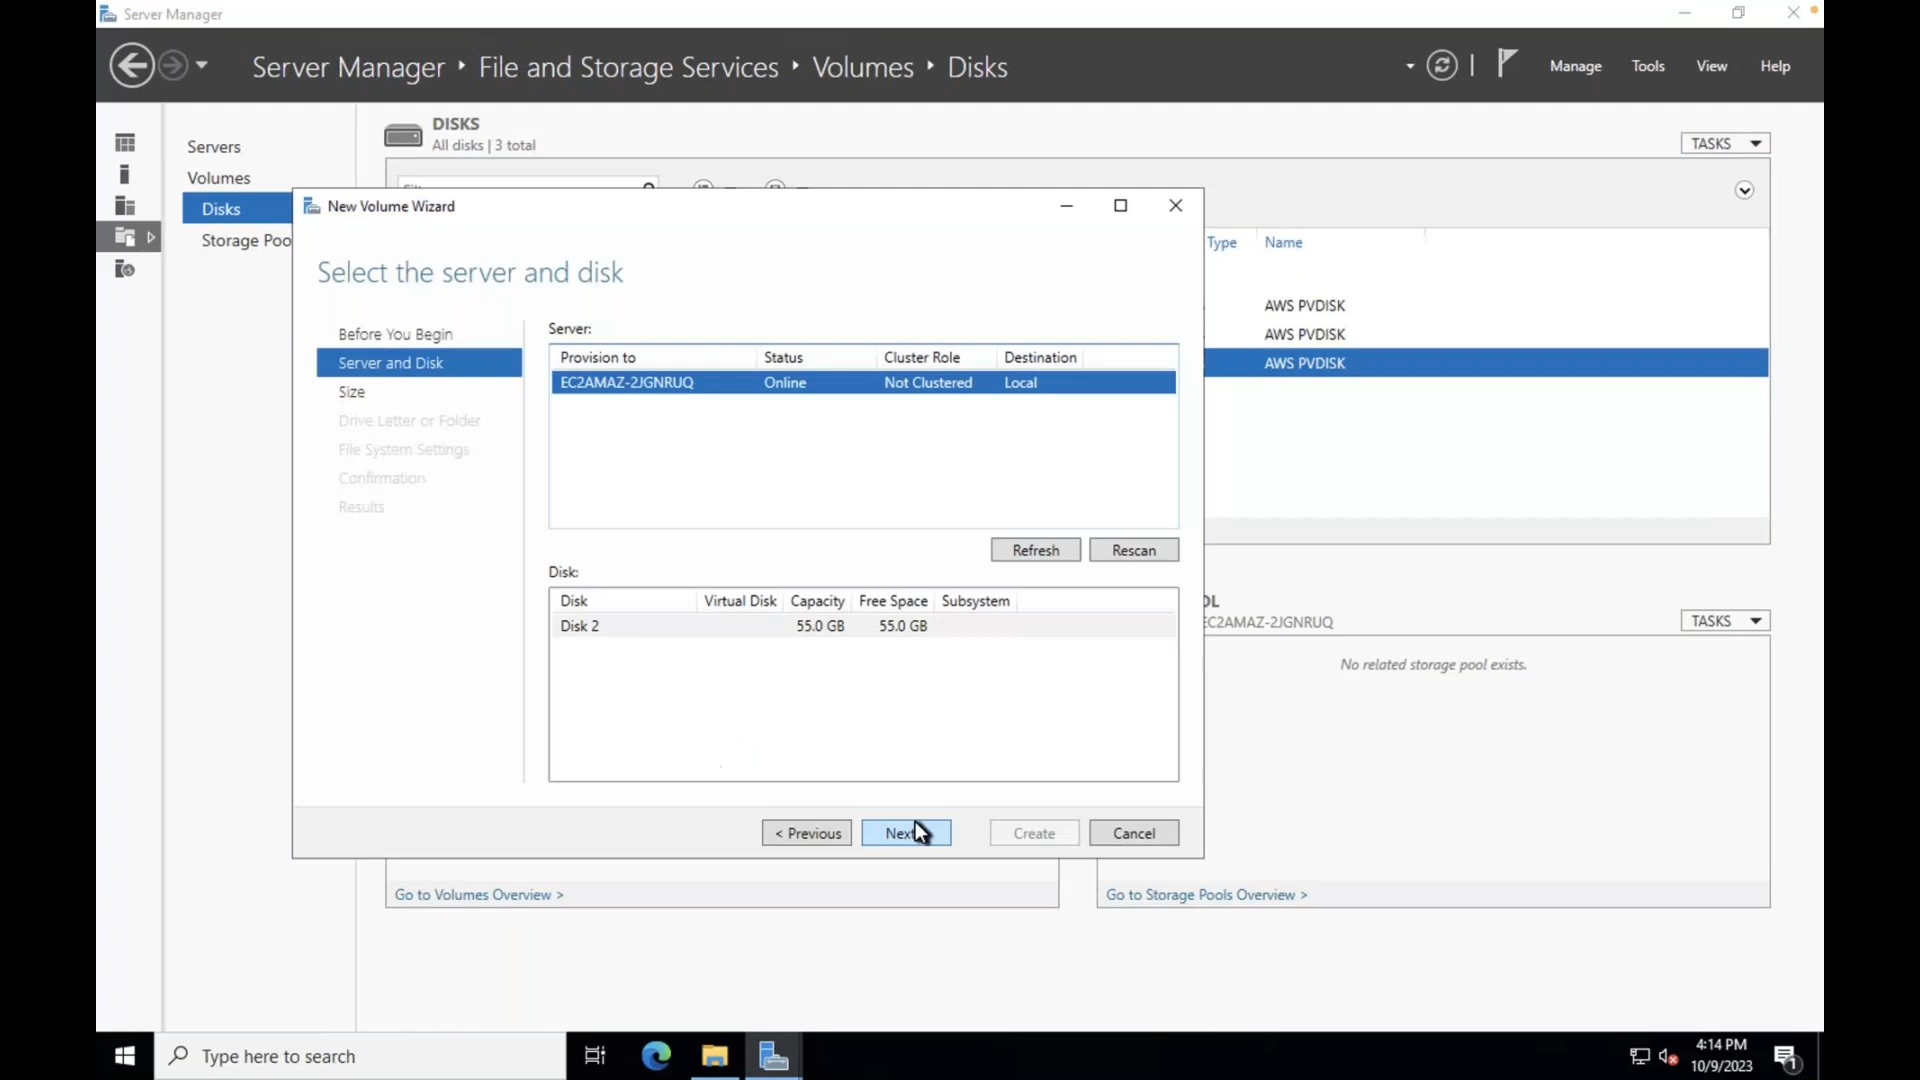 Server Manager
Server Manager ‣ File and Storage Services ‣ Volumes ‣ Disks
Manage Tools View Help
Servers
Volumes
Disks
Storage Poo
DISKS
All disks | 3 total
TASKS
Type Name
AWS PVDISK
AWS PVDISK
AWS PVDISK
New Volume Wizard
Select the server and disk
Before You Begin
Server and Disk
Size
Drive Letter or Folder
File System Settings
Confirmation
Results
Server:
Provision to Status Cluster Role Destination
EC2AMAZ-2JGNRUQ Online Not Clustered Local
Refresh Rescan
Disk:
Disk Virtual Disk Capacity Free Space Subsystem
Disk 2 55.0 GB 55.0 GB
< Previous Next Create Cancel
OL
EC2AMAZ-2JGNRUQ
TASKS
No related storage pool exists.
Go to Volumes Overview >
Go to Storage Pools Overview >
Type here to search
4:14 PM
10/9/2023
1